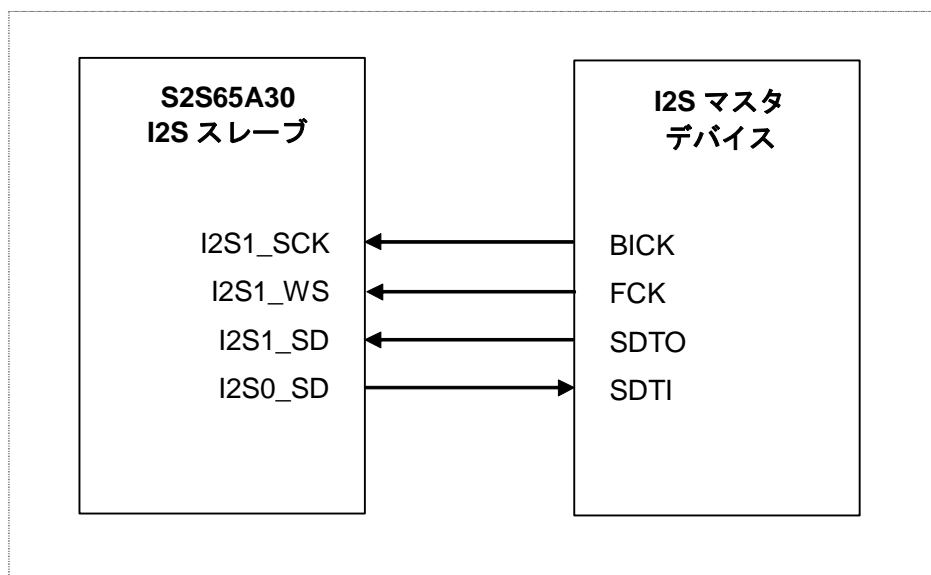 S2S65A30
I2S スレーブ
I2S1_SCK
I2S1_WS
I2S1_SD
I2S0_SD
I2S マスタ
デバイス
BICK
FCK
SDTO
SDTI